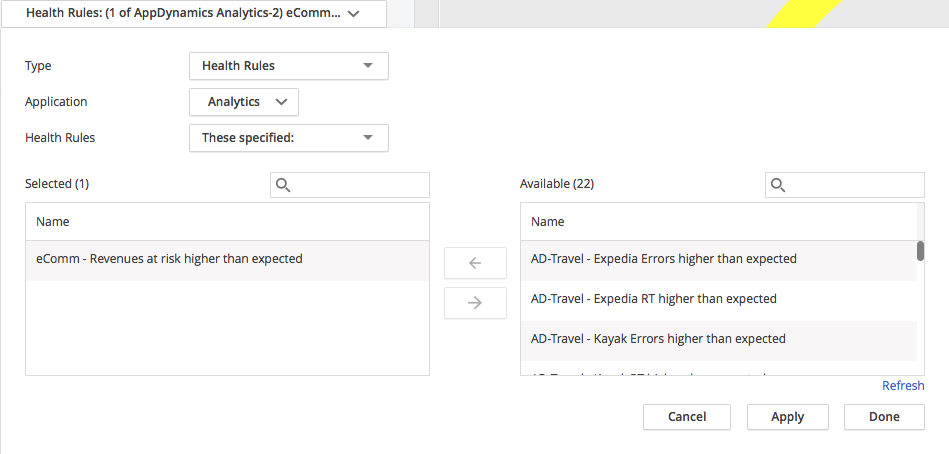 Health Rules: (1 of AppDynamics Analytics-2) eComm...
Type Health Rules
Application Analytics
Health Rules These specified:
Selected (1) Available (22)
Name Name
eComm - Revenues at risk higher than expected AD-Travel - Expedia Errors higher than expected
AD-Travel - Expedia RT higher than expected
AD-Travel - Kayak Errors higher than expected
Refresh
Cancel Apply Done